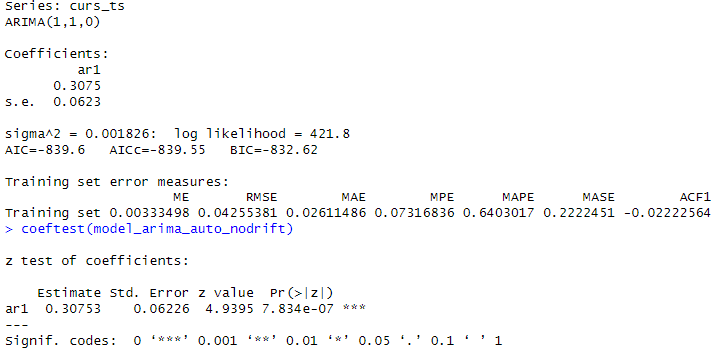 Series: curs_ts
ARIMA(1,1,0)
Coefficients:
ar1
0.3075
s.e. 0.0623
sigma^2 = 0.001826: log likelihood = 421.8
AIC=-839.6 AICc=-839.55 BIC=-832.62
Training set error measures:
ME RMSE MAE MPE MAPE MASE ACF1
Training set 0.00333498 0.04255381 0.02611486 0.07316836 0.6403017 0.2222451 -0.02222564
> coeftest(model_arima_auto_nodrift)
z test of coefficients:
Estimate Std. Error z value Pr(>|z|)
ar1 0.30753 0.06226 4.9395 7.834e-07 ***
---
Signif. codes: 0 ‘***’ 0.001 ‘**’ 0.01 ‘*’ 0.05 ‘.’ 0.1 ‘ ’ 1